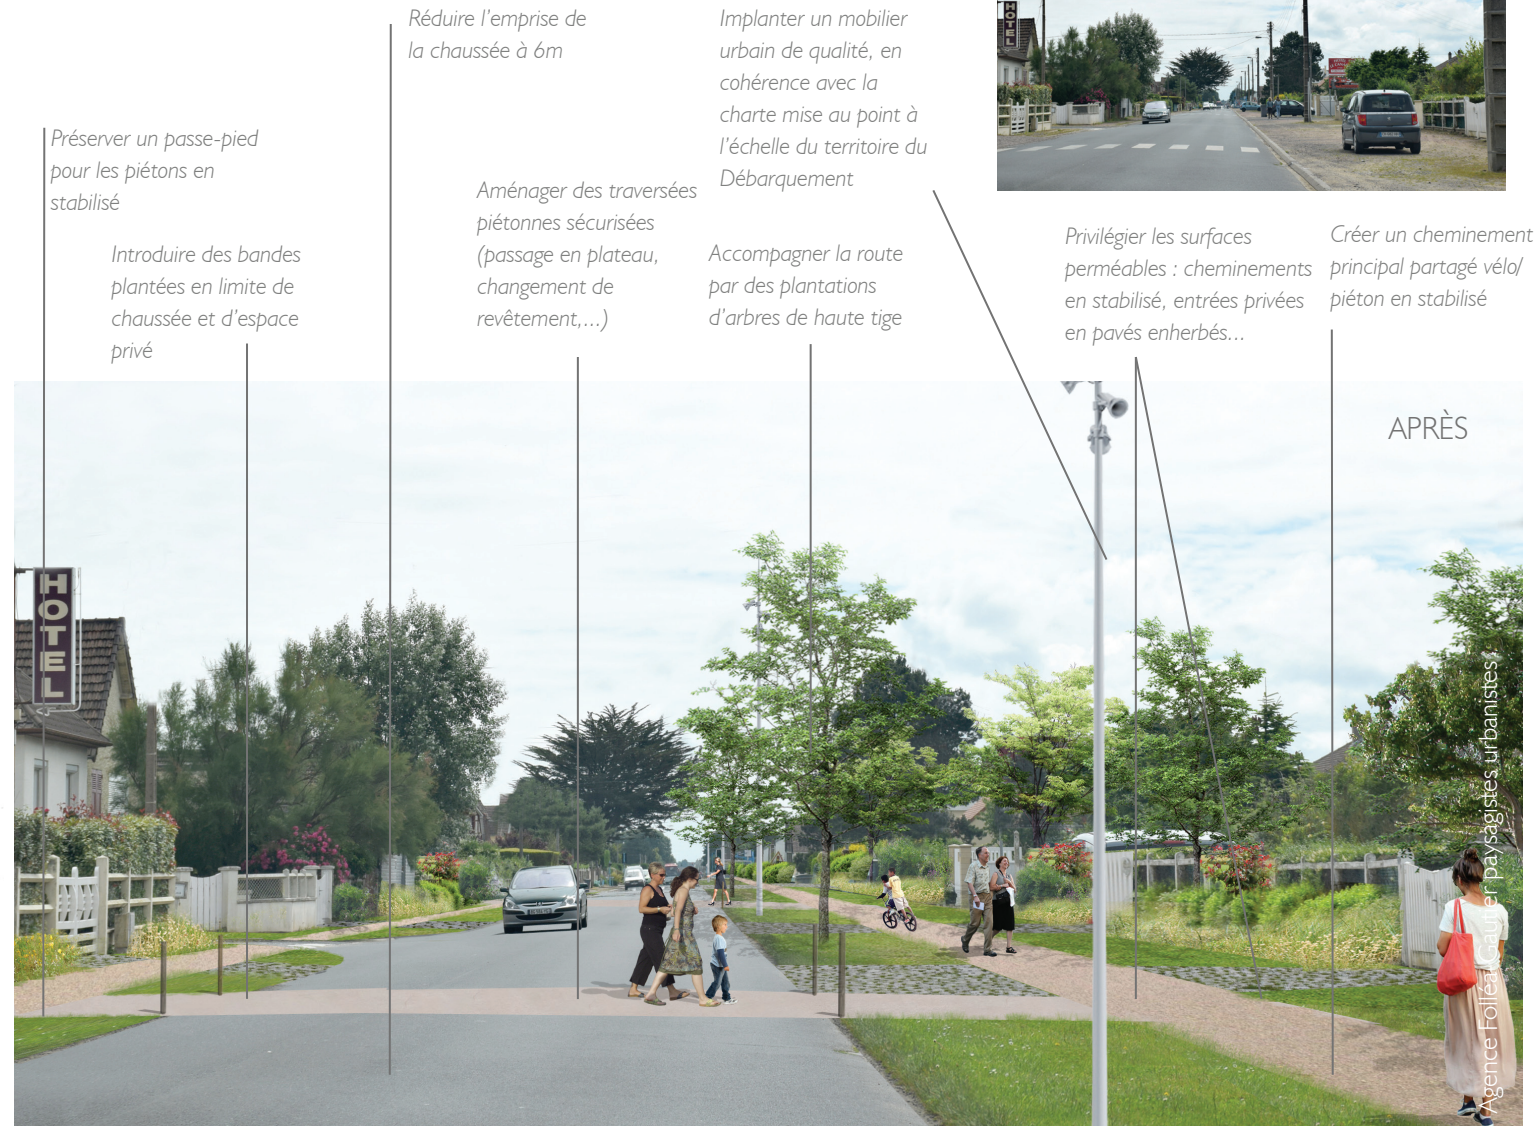 Réduire l'emprise de
la chaussée à 6m
Implanter un mobilier
urbain de qualité, en
cohérence avec la
charte mise au point à
l'échelle du territoire du
Débarquement
HOTEL
Préserver un passe-pied
pour les piétons en
stabilisé
Introduire des bandes
plantées en limite de
chaussée et d'espace
privé
Aménager des traversées
piétonnes sécurisées
(passage en plateau,
changement de
revêtement,...)
Accompagner la route
par des plantations
d'arbres de haute tige
Privilégier les surfaces
perméables : cheminements
en stabilisé, entrées privées
en pavés enherbés...
Créer un cheminement
principal partagé vélo/
piéton en stabilisé
APRÈS
HOTEL
Agence Folléa-Gautier paysagistes urbanistes